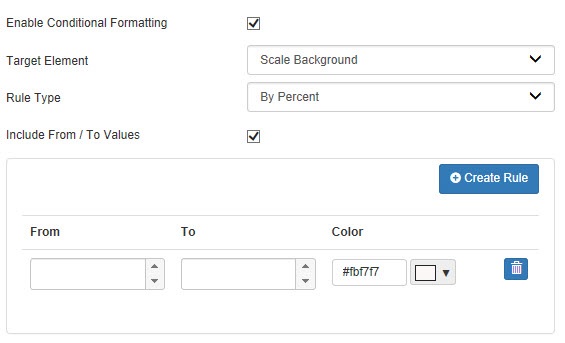 Enable Conditional Formatting
Target Element Scale Background
Rule Type By Percent
Include From / To Values
Create Rule
From To Color
#fbf7f7